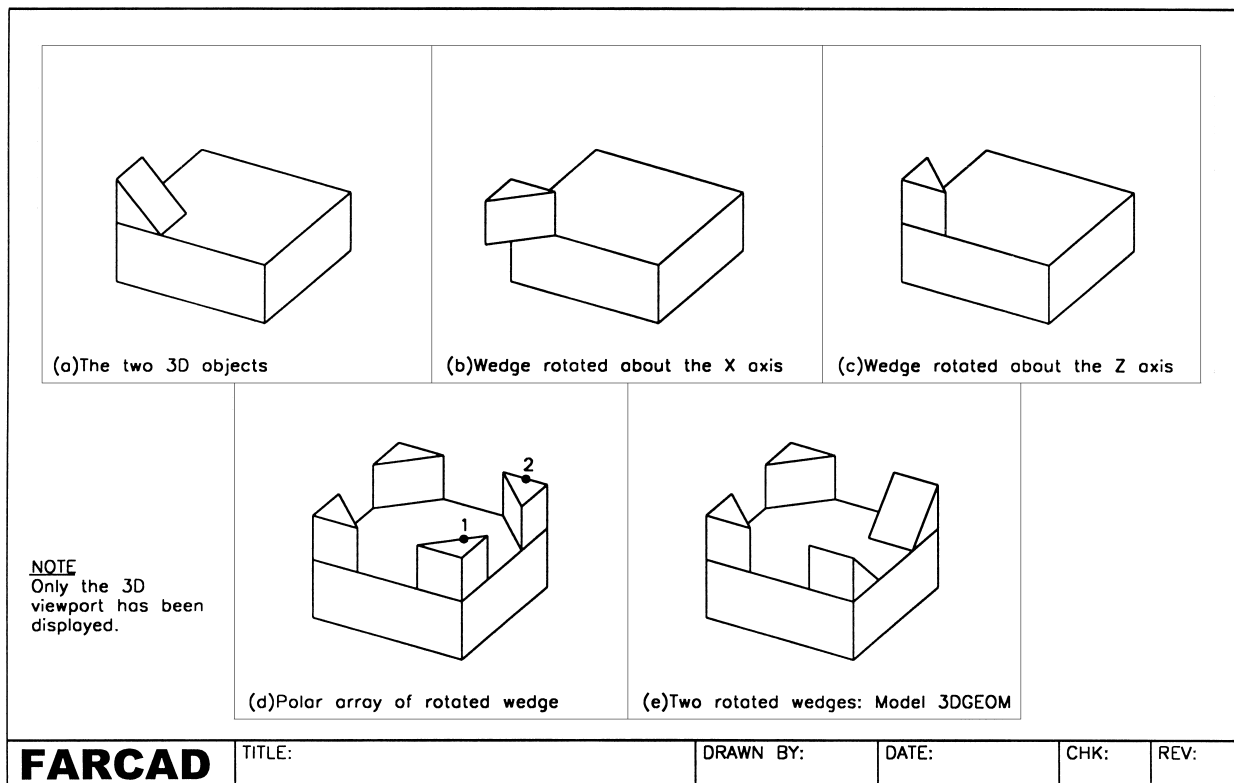 (a)The two 3D objects
(b)Wedge rotated about the X axis
(c)Wedge rotated about the Z axis
2
1
NOTE
Only the 3D
viewport has been
displayed.
(d)Polar array of rotated wedge
(e)Two rotated wedges: Model 3DGEOM
FARCAD
TITLE:
DRAWN BY:
DATE:
CHK:
REV: